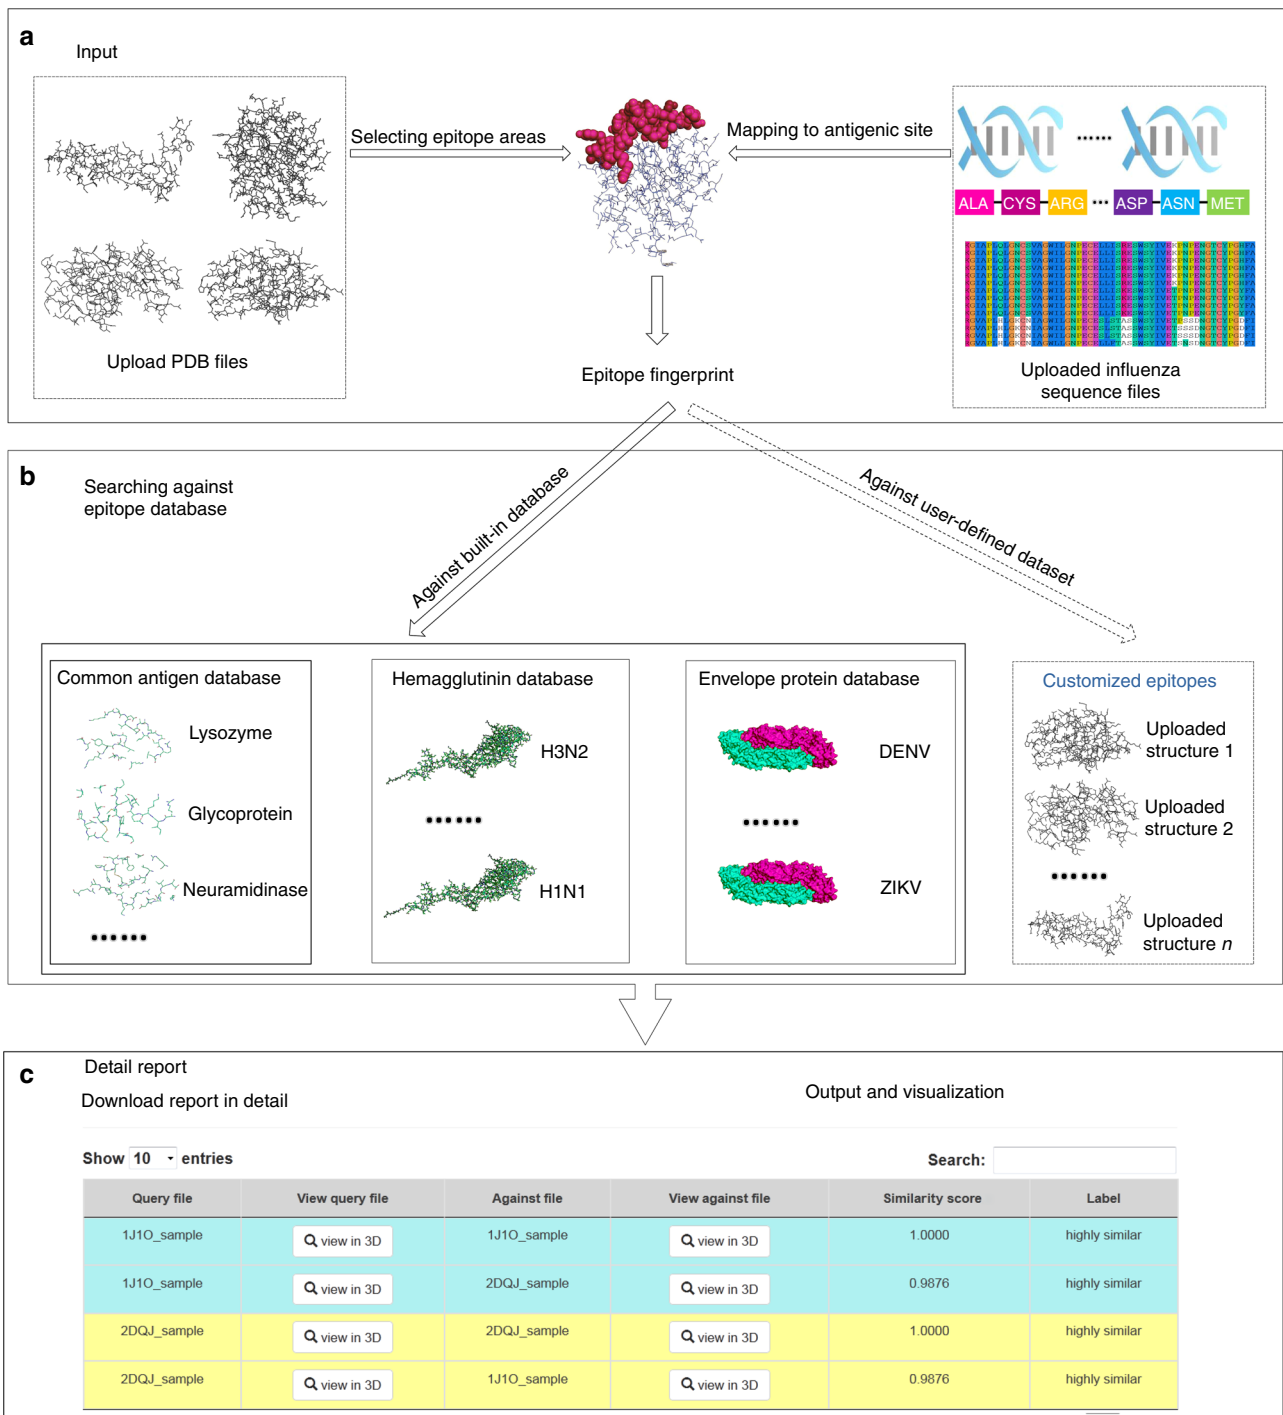 a
Input
Selecting epitope areas
Mapping to antigenic site
ALA CYS ARG ASP ASN MET
Upload PDB files
Epitope fingerprint
Uploaded influenza
sequence files
b
Searching against
epitope database
Against built-in database
Against user-defined dataset
Common antigen database
Lysozyme
Glycoprotein
Neuramidinase
Hemagglutinin database
H3N2
H1N1
Envelope protein database
DENV
ZIKV
Customized epitopes
Uploaded
structure 1
Uploaded
structure 2
Uploaded
structure n
c
Detail report
Download report in detail
Output and visualization
Show 10 entries
Search:
Query file View query file Against file View against file Similarity score Label
1J1O_sample view in 3D 1J1O_sample view in 3D 1.0000 highly similar
1J1O_sample view in 3D 2DQJ_sample view in 3D 0.9876 highly similar
2DQJ_sample view in 3D 2DQJ_sample view in 3D 1.0000 highly similar
2DQJ_sample view in 3D 1J1O_sample view in 3D 0.9876 highly similar